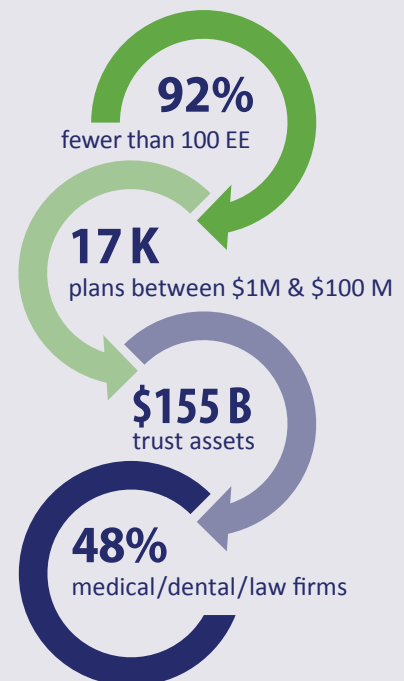 92%
fewer than 100 EE
17 K
plans between $1M & $100 M
$155 B
trust assets
48%
medical/dental/law firms